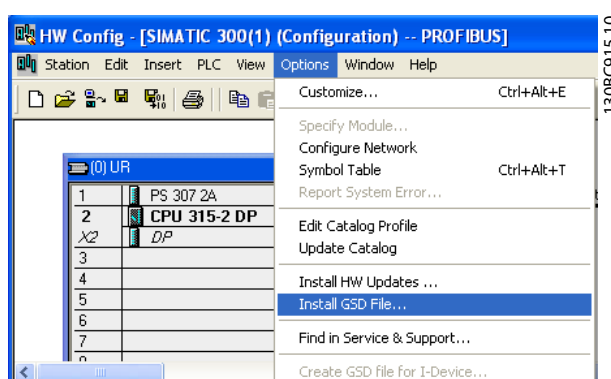 HW Config - [SIMATIC 300(1) (Configuration) -- PROFIBUS]
Station Edit Insert PLC View Options Window Help
Customize... Ctrl+Alt+E
Specify Module...
Configure Network
Symbol Table Ctrl+Alt+T
Report System Error...
Edit Catalog Profile
Update Catalog
Install HW Updates ...
Install GSD File...
Find in Service & Support...
Create GSD file for I-Device...
(0) UR
1 PS 307 2A
2 CPU 315-2 DP
X2 DP
3
4
5
6
7
130BC915.10